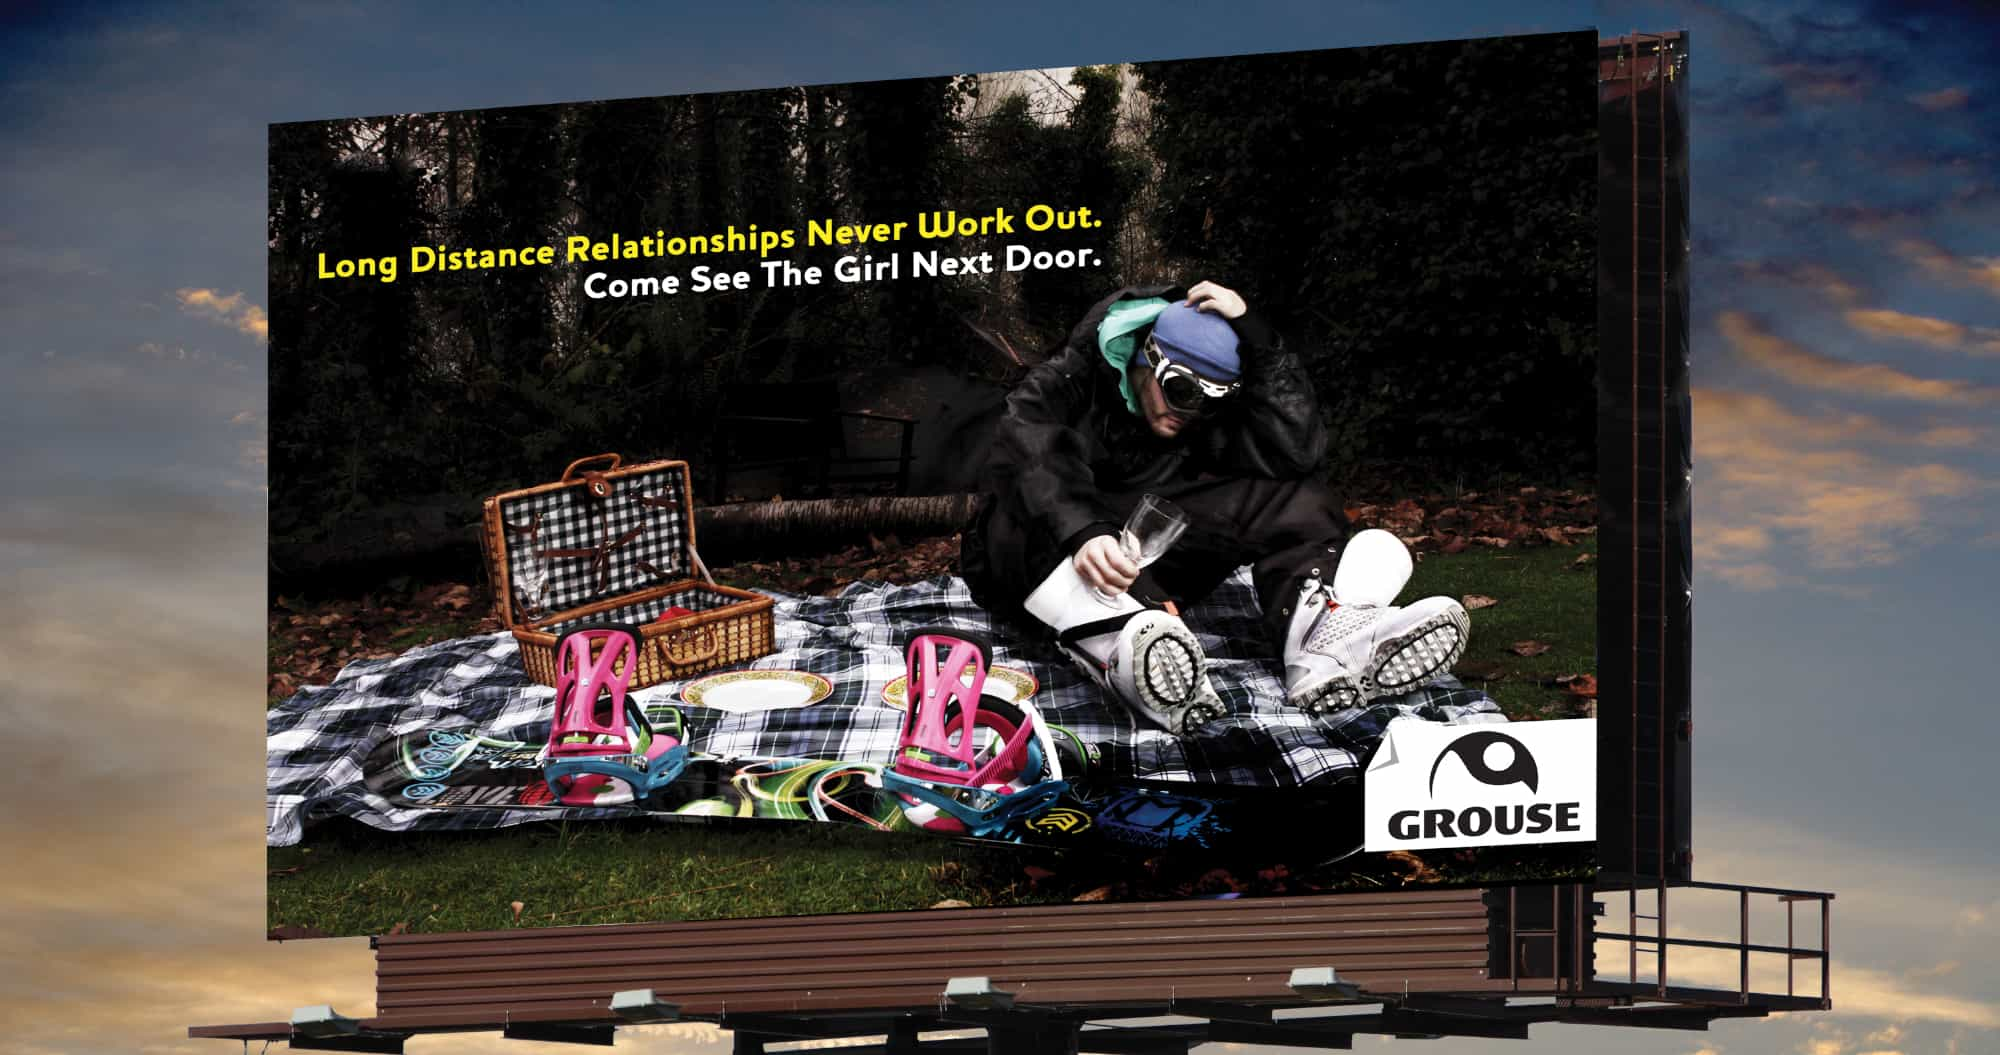 Long Distance Relationships Never Work Out.
Come See The Girl Next Door.
GROUSE